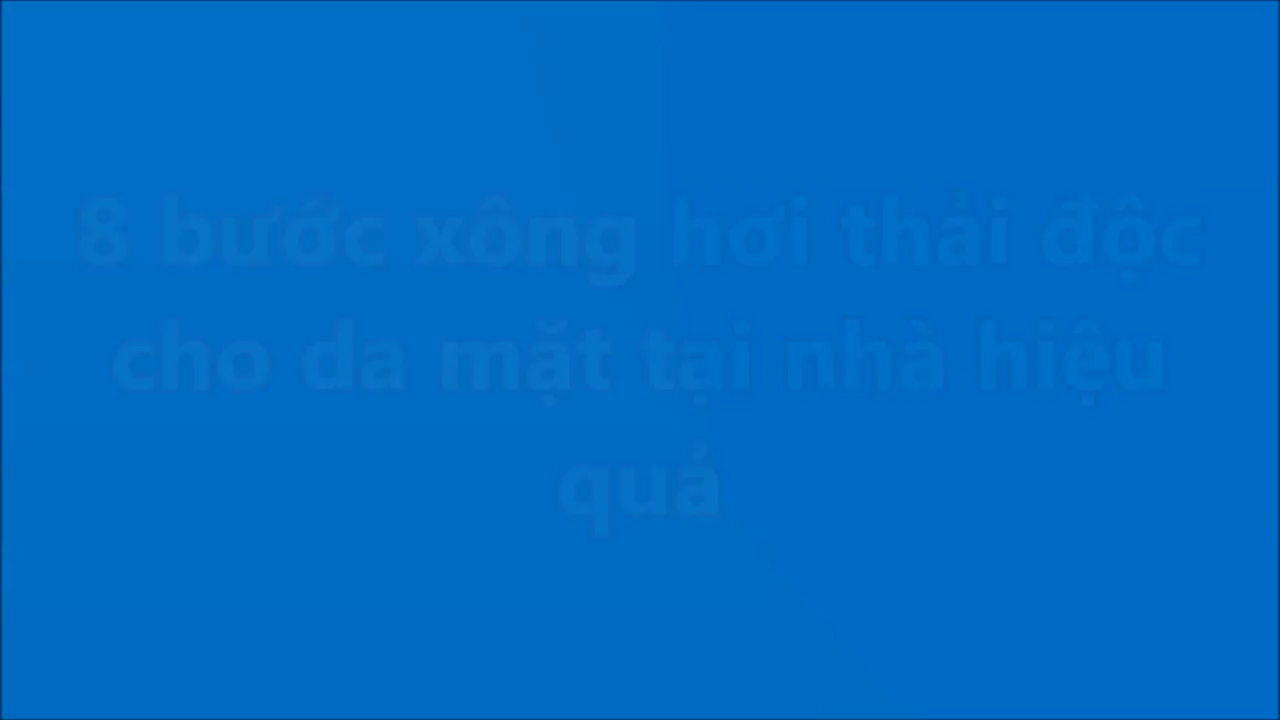 8 bước xông hơi thải độc
cho da mặt tại nhà hiệu
quả